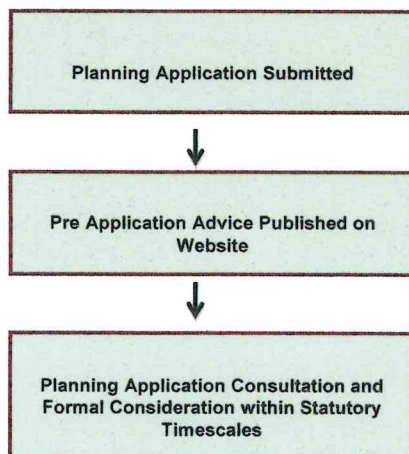 Planning Application Submitted
Pre Application Advice Published on
Website
Planning Application Consultation and
Formal Consideration within Statutory
Timescales